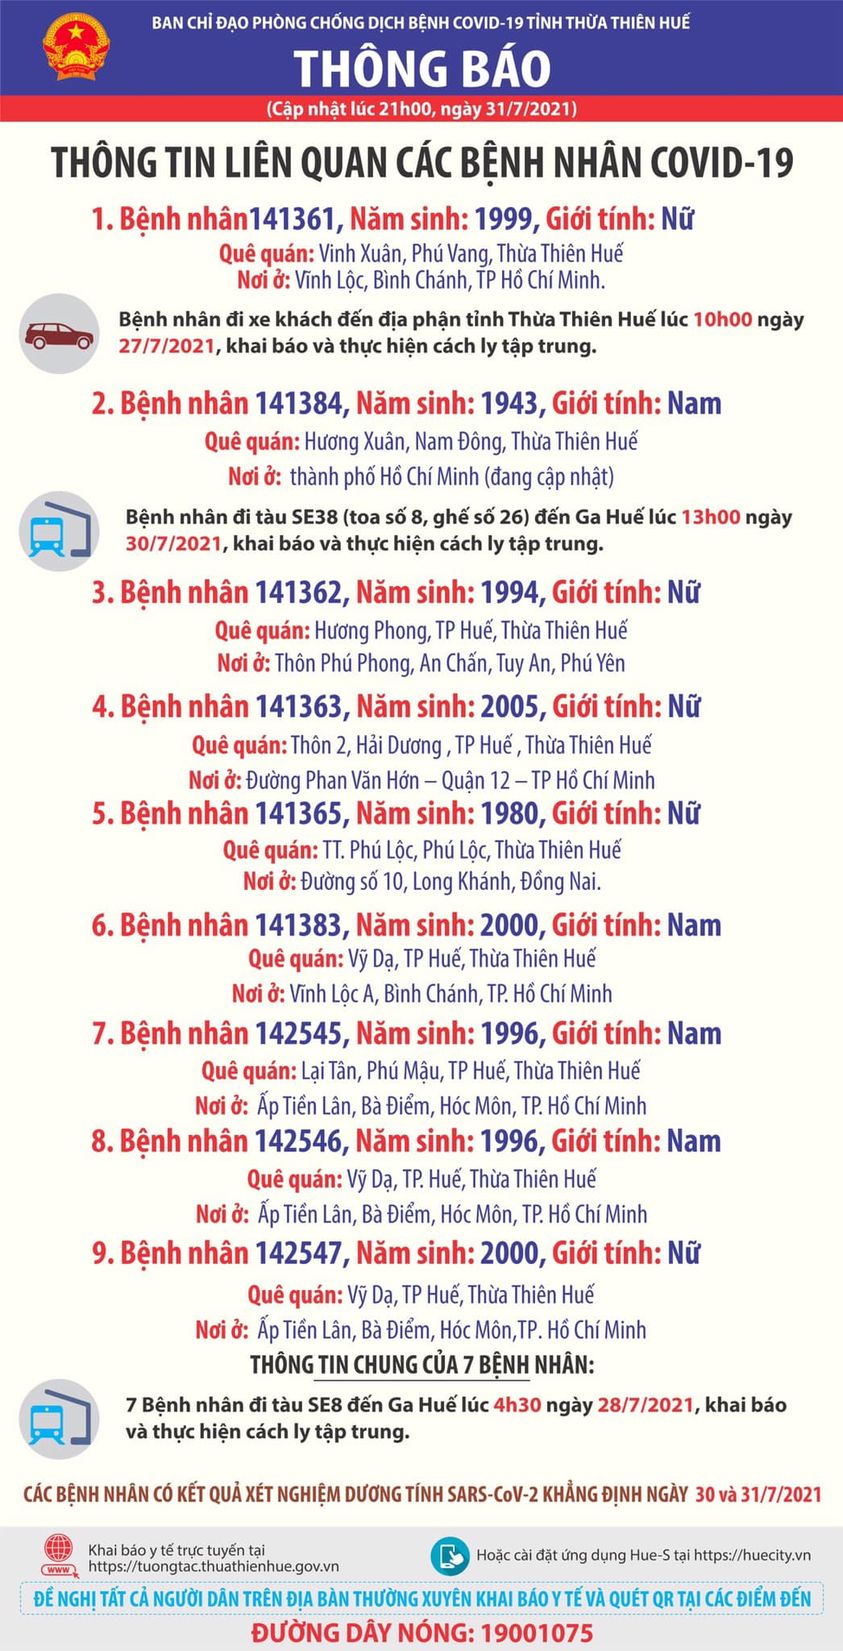 BAN CHỈ ĐẠO PHÒNG CHỐNG DỊCH BỆNH COVID-19 TỈNH THỪA THIÊN HUẾ
THÔNG BÁO
(Cập nhật lúc 21h00, ngày 31/7/2021)
THÔNG TIN LIÊN QUAN CÁC BỆNH NHÂN COVID-19
1. Bệnh nhân141361, Năm sinh: 1999, Giới tính: Nữ
Quê quán: Vinh Xuân, Phú Vang, Thừa Thiên Huế
Nơi ở: Vĩnh Lộc, Bình Chánh, TP Hồ Chí Minh.
Bệnh nhân đi xe khách đến địa phận tỉnh Thừa Thiên Huế lúc 10h00 ngày
27/7/2021, khai báo và thực hiện cách ly tập trung.
2. Bệnh nhân 141384, Năm sinh: 1943, Giới tính: Nam
Quê quán: Hương Xuân, Nam Đông, Thừa Thiên Huế
Nơi ở: thành phố Hồ Chí Minh (đang cập nhật)
Bệnh nhân đi tàu SE38 (toa số 8, ghế số 26) đến Ga Huế lúc 13h00 ngày
30/7/2021, khai báo và thực hiện cách ly tập trung.
3. Bệnh nhân 141362, Năm sinh: 1994, Giới tính: Nữ
Quê quán: Hương Phong, TP Huế, Thừa Thiên Huế
Nơi ở: Thôn Phú Phong, An Chấn, Tuy An, Phú Yên
4. Bệnh nhân 141363, Năm sinh: 2005, Giới tính: Nữ
Quê quán: Thôn 2, Hải Dương , TP Huế , Thừa Thiên Huế
Nơi ở: Đường Phan Văn Hớn – Quận 12 – TP Hồ Chí Minh
5. Bệnh nhân 141365, Năm sinh: 1980, Giới tính: Nữ
Quê quán: TT. Phú Lộc, Phú Lộc, Thừa Thiên Huế
Nơi ở: Đường số 10, Long Khánh, Đồng Nai.
6. Bệnh nhân 141383, Năm sinh: 2000, Giới tính: Nam
Quê quán: Vỹ Dạ, TP Huế, Thừa Thiên Huế
Nơi ở: Vĩnh Lộc A, Bình Chánh, TP. Hồ Chí Minh
7. Bệnh nhân 142545, Năm sinh: 1996, Giới tính: Nam
Quê quán: Lại Tân, Phú Mậu, TP Huế, Thừa Thiên Huế
Nơi ở: Ấp Tiền Lân, Bà Điểm, Hóc Môn, TP. Hồ Chí Minh
8. Bệnh nhân 142546, Năm sinh: 1996, Giới tính: Nam
Quê quán: Vỹ Dạ, TP. Huế, Thừa Thiên Huế
Nơi ở: Ấp Tiền Lân, Bà Điểm, Hóc Môn, TP. Hồ Chí Minh
9. Bệnh nhân 142547, Năm sinh: 2000, Giới tính: Nữ
Quê quán: Vỹ Dạ, TP Huế, Thừa Thiên Huế
Nơi ở: Ấp Tiền Lân, Bà Điểm, Hóc Môn,TP. Hồ Chí Minh
THÔNG TIN CHUNG CỦA 7 BỆNH NHÂN:
7 Bệnh nhân đi tàu SE8 đến Ga Huế lúc 4h30 ngày 28/7/2021, khai báo
và thực hiện cách ly tập trung.
CÁC BỆNH NHÂN CÓ KẾT QUẢ XÉT NGHIỆM DƯƠNG TÍNH SARS-CoV-2 KHẲNG ĐỊNH NGÀY 30 và 31/7/2021
WWW
Khai báo y tế trực tuyến tại
https://tuongtac.thuathienhue.gov.vn
Hoặc cài đặt ứng dụng Hue-S tại https://huecity.vn
ĐỀ NGHỊ TẤT CẢ NGƯỜI DÂN TRÊN ĐỊA BÀN THƯỜNG XUYÊN KHAI BÁO Y TẾ VÀ QUÉT QR TẠI CÁC ĐIỂM ĐẾN
ĐƯỜNG DÂY NÓNG: 19001075